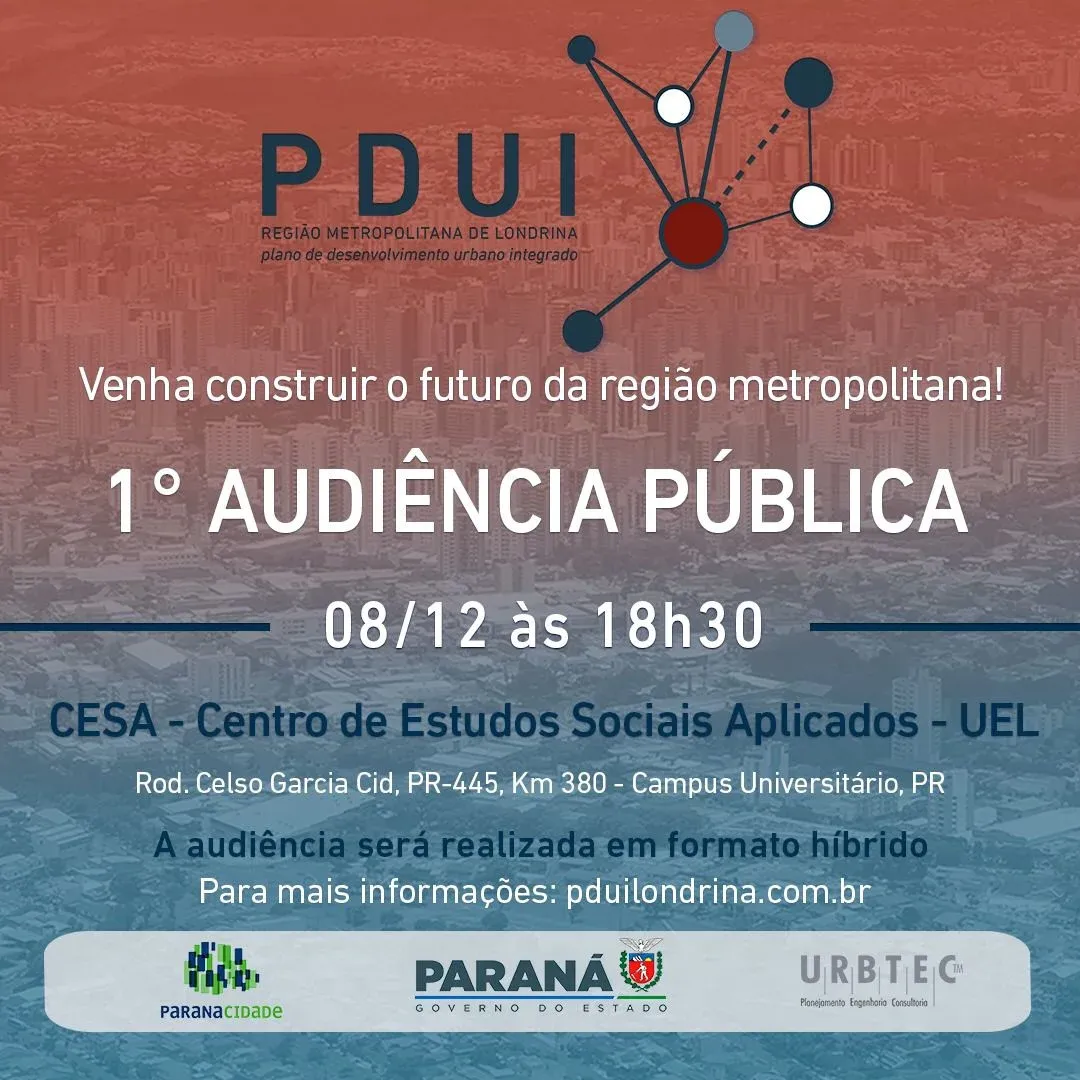 PDUI
REGIÃO METROPOLITANA DE LONDRINA
plano de desenvolvimento urbano integrado
Venha construir o futuro da região metropolitana!
1° AUDIÊNCIA PÚBLICA
08/12 às 18h30
CESA - Centro de Estudos Sociais Aplicados - UEL
Rod. Celso Garcia Cid, PR-445, Km 380 - Campus Universitário, PR
A audiência será realizada em formato híbrido
Para mais informações: pduilondrina.com.br
PARANACIDADE
PARANÁ
GOVERNO DO ESTADO
URBTEC™
Planejamento Engenharia Consultoria